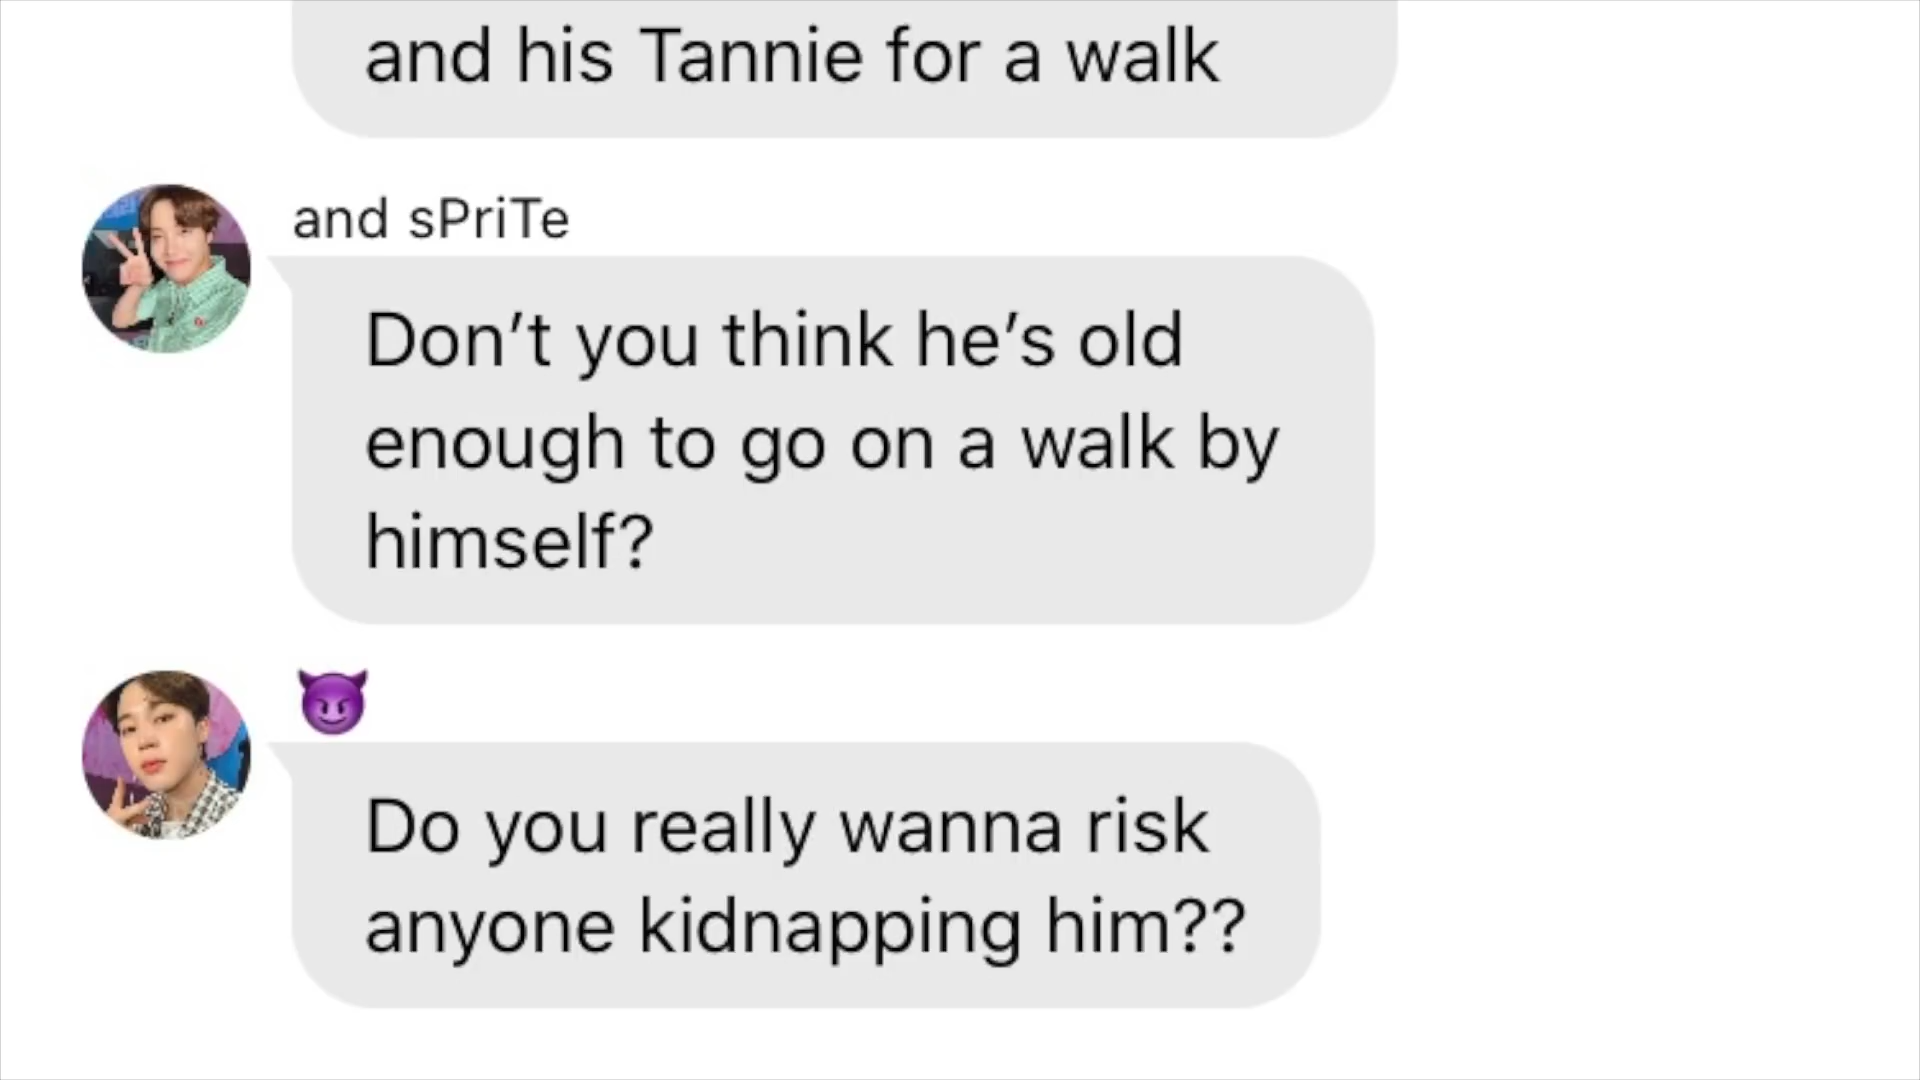 and his Tannie for a walk
and sPriTe
Don’t you think he’s old
enough to go on a walk by
himself?
😈
Do you really wanna risk
anyone kidnapping him??